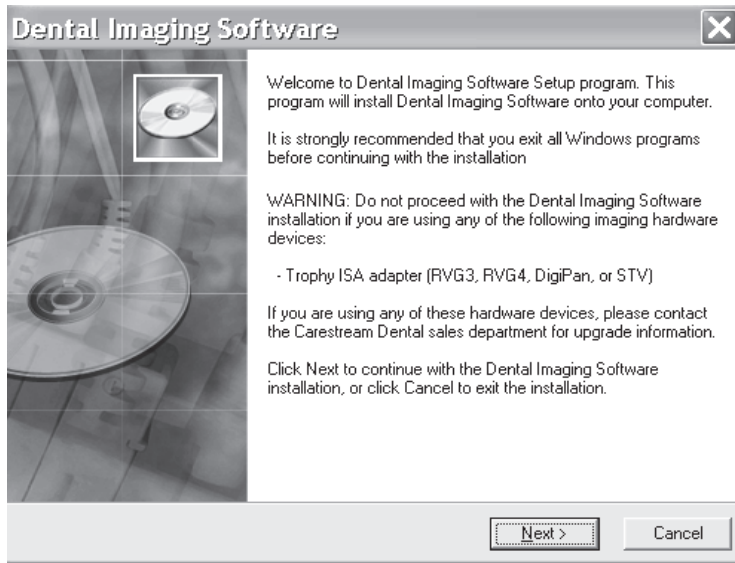 Dental Imaging Software
Welcome to Dental Imaging Software Setup program. This
program will install Dental Imaging Software onto your computer.
It is strongly recommended that you exit all Windows programs
before continuing with the installation
WARNING: Do not proceed with the Dental Imaging Software
installation if you are using any of the following imaging hardware
devices:
- Trophy ISA adapter (RVG3, RVG4, DigiPan, or STV)
If you are using any of these hardware devices, please contact
the Carestream Dental sales department for upgrade information.
Click Next to continue with the Dental Imaging Software
installation, or click Cancel to exit the installation.
Next >
Cancel